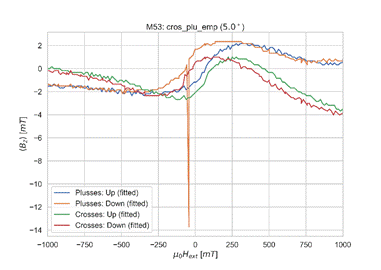 M53: cros_plu_emp (5.0°)
2
0
−2
−4
−6
−8
−10
−12
−14
⟨B_z⟩ [mT]
Plusses: Up (fitted)
Plusses: Down (fitted)
Crosses: Up (fitted)
Crosses: Down (fitted)
−1000 −750 −500 −250 0 250 500 750 1000
μ₀H_ext [mT]